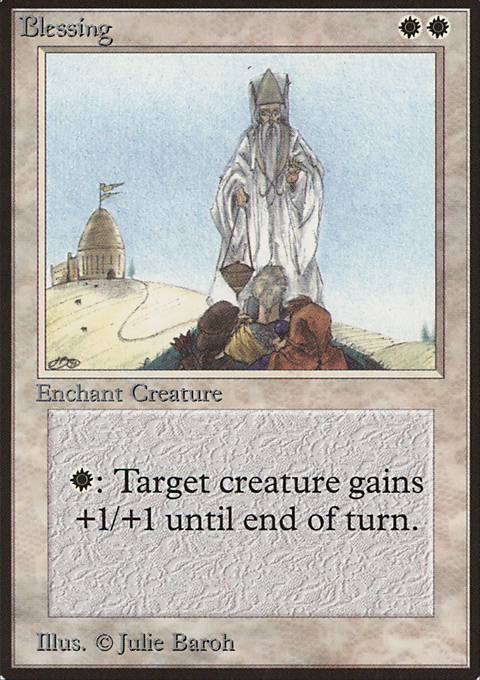 Blessing
Enchant Creature
: Target creature gains
+1/+1 until end of turn.
Illus. © Julie Baroh